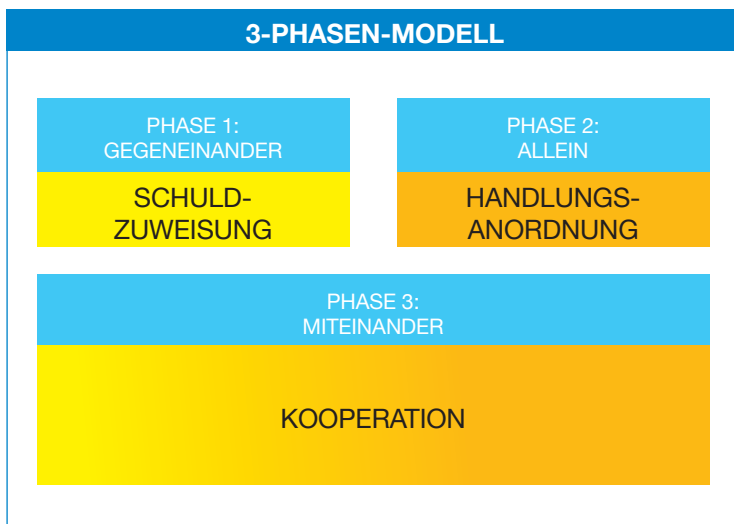 3-PHASEN-MODELL
PHASE 1:
GEGENEINANDER
SCHULD-
ZUWEISUNG
PHASE 2:
ALLEIN
HANDLUNGS-
ANORDNUNG
PHASE 3:
MITEINANDER
KOOPERATION